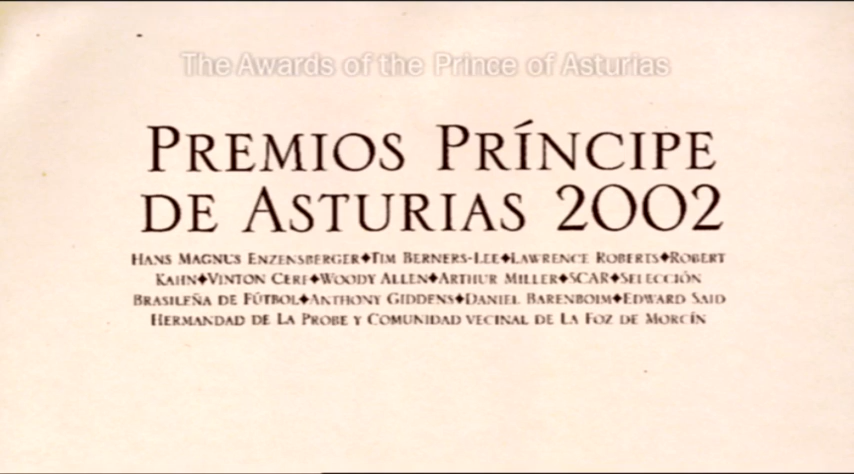 The Awards of the Prince of Asturias
PREMIOS PRÍNCIPE
DE ASTURIAS 2002
HANS MAGNUS ENZENSBERGER◆TIM BERNERS-LEE◆LAWRENCE ROBERTS◆ROBERT
KAHN◆VINTON CERF◆WOODY ALLEN◆ARTHUR MILLER◆SCAR◆SELECCIÓN
BRASILEÑA DE FÚTBOL◆ANTHONY GIDDENS◆DANIEL BARENBOIM◆EDWARD SAID
HERMANDAD DE LA PROBE Y COMUNIDAD VECINAL DE LA FOZ DE MORCÍN